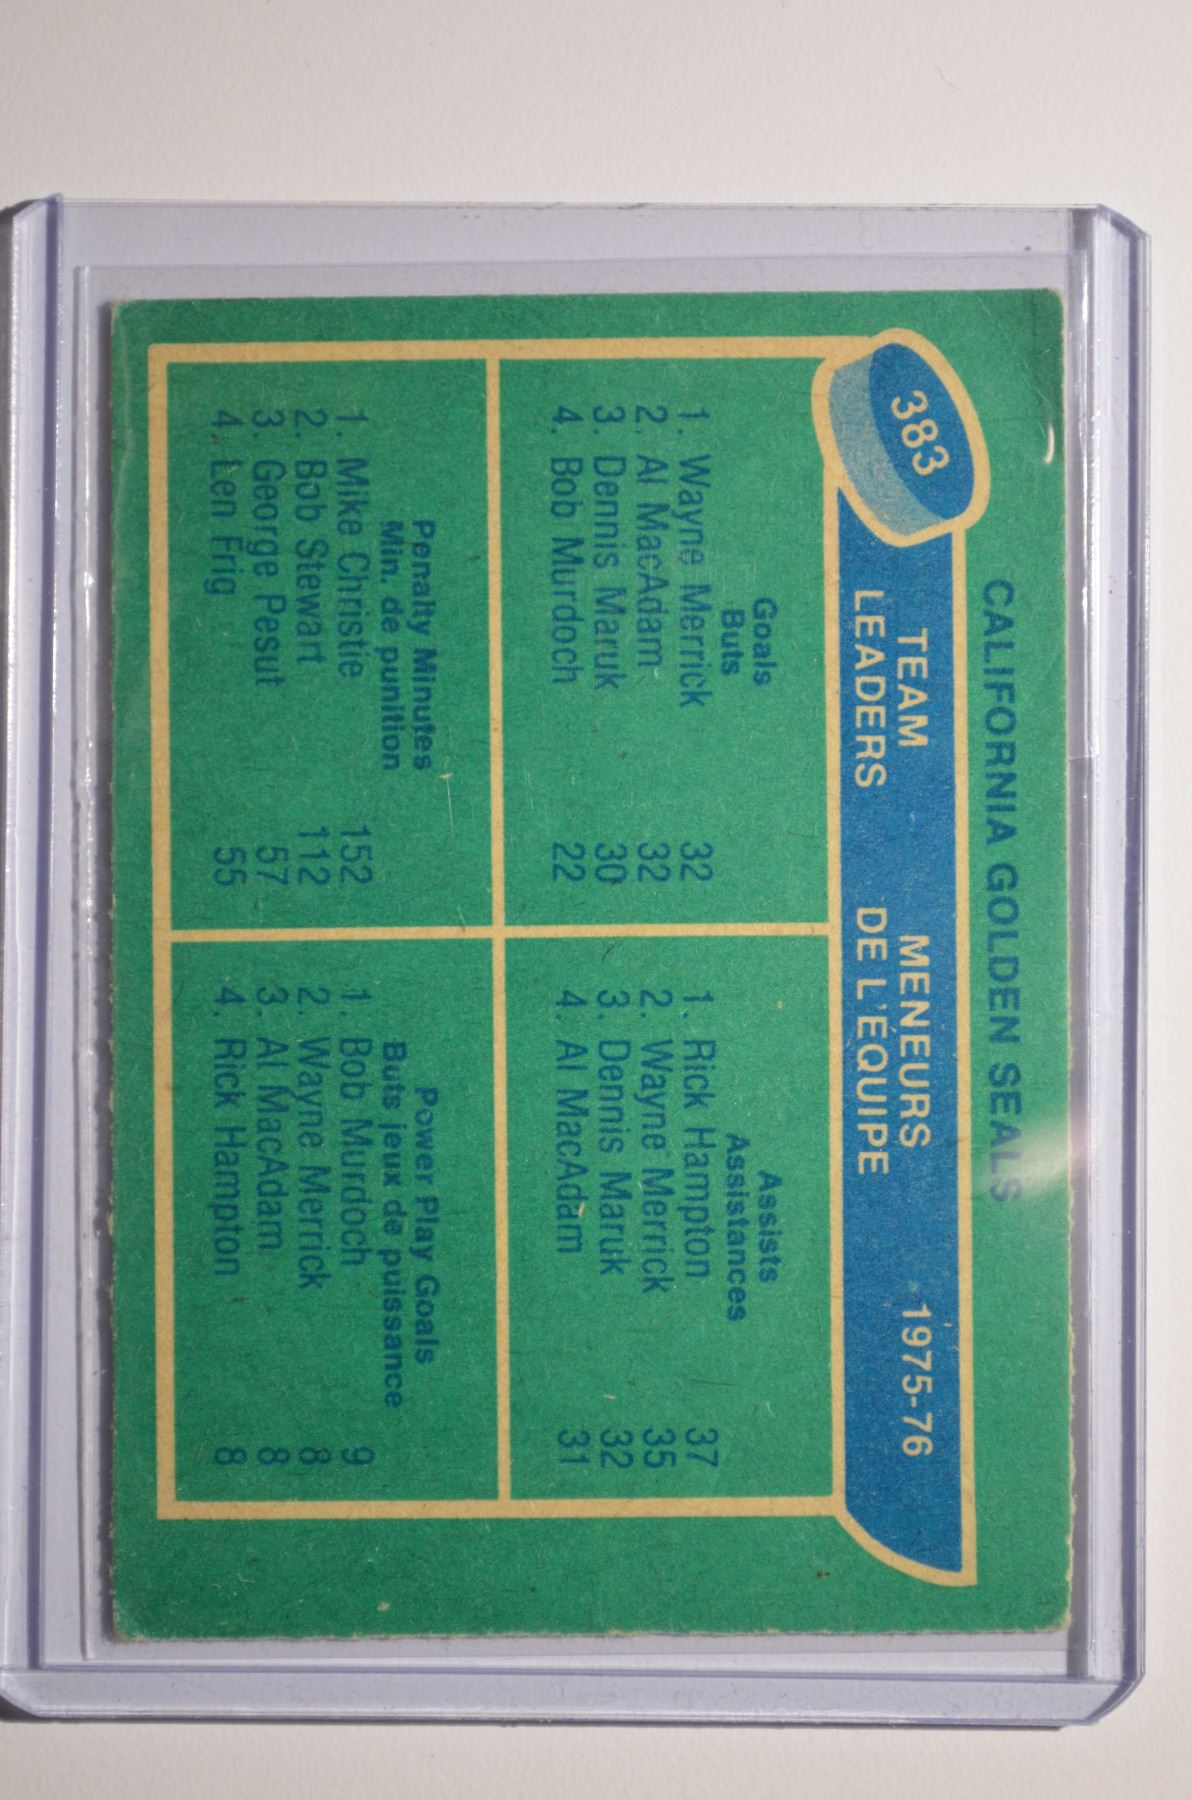 CALIFORNIA GOLDEN SEALS
383
TEAM
LEADERS
MENEURS
DE L'ÉQUIPE
1975-76
Goals
Buts
1. Wayne Merrick 32
2. Al MacAdam 32
3. Dennis Maruk 30
4. Bob Murdoch 22
Assists
Assistances
1. Rick Hampton 37
2. Wayne Merrick 35
3. Dennis Maruk 32
4. Al MacAdam 31
Penalty Minutes
Min. de punition
1. Mike Christie 152
2. Bob Stewart 112
3. George Pesut 57
4. Len Frig 55
Power Play Goals
Buts jeux de puissance
1. Bob Murdoch 9
2. Wayne Merrick 8
3. Al MacAdam 8
4. Rick Hampton 8